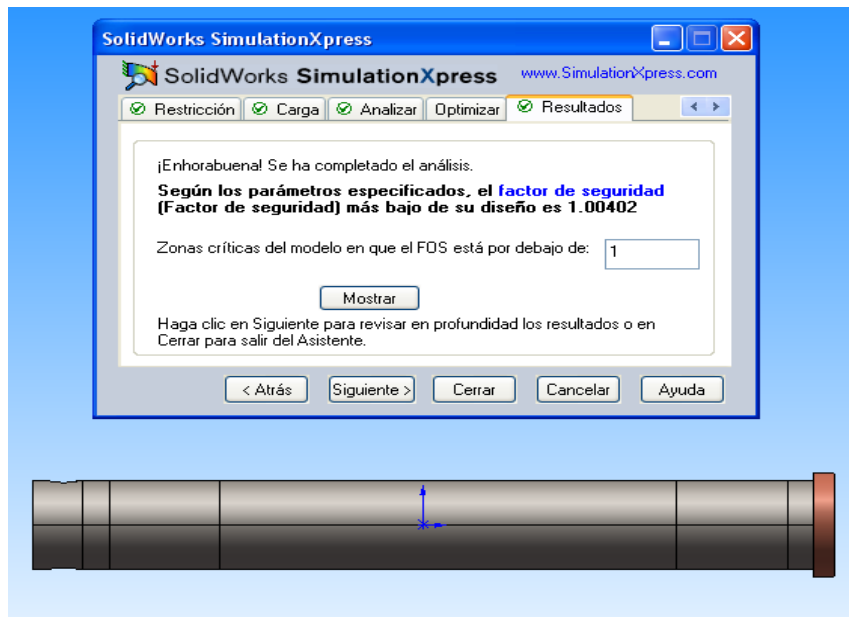 SolidWorks SimulationXpress
SolidWorks SimulationXpress www.SimulationXpress.com
Restricción Carga Analizar Optimizar Resultados
¡Enhorabuena! Se ha completado el análisis.
Según los parámetros especificados, el factor de seguridad
(Factor de seguridad) más bajo de su diseño es 1.00402
Zonas críticas del modelo en que el FOS está por debajo de: 1
Mostrar
Haga clic en Siguiente para revisar en profundidad los resultados o en
Cerrar para salir del Asistente.
< Atrás Siguiente > Cerrar Cancelar Ayuda